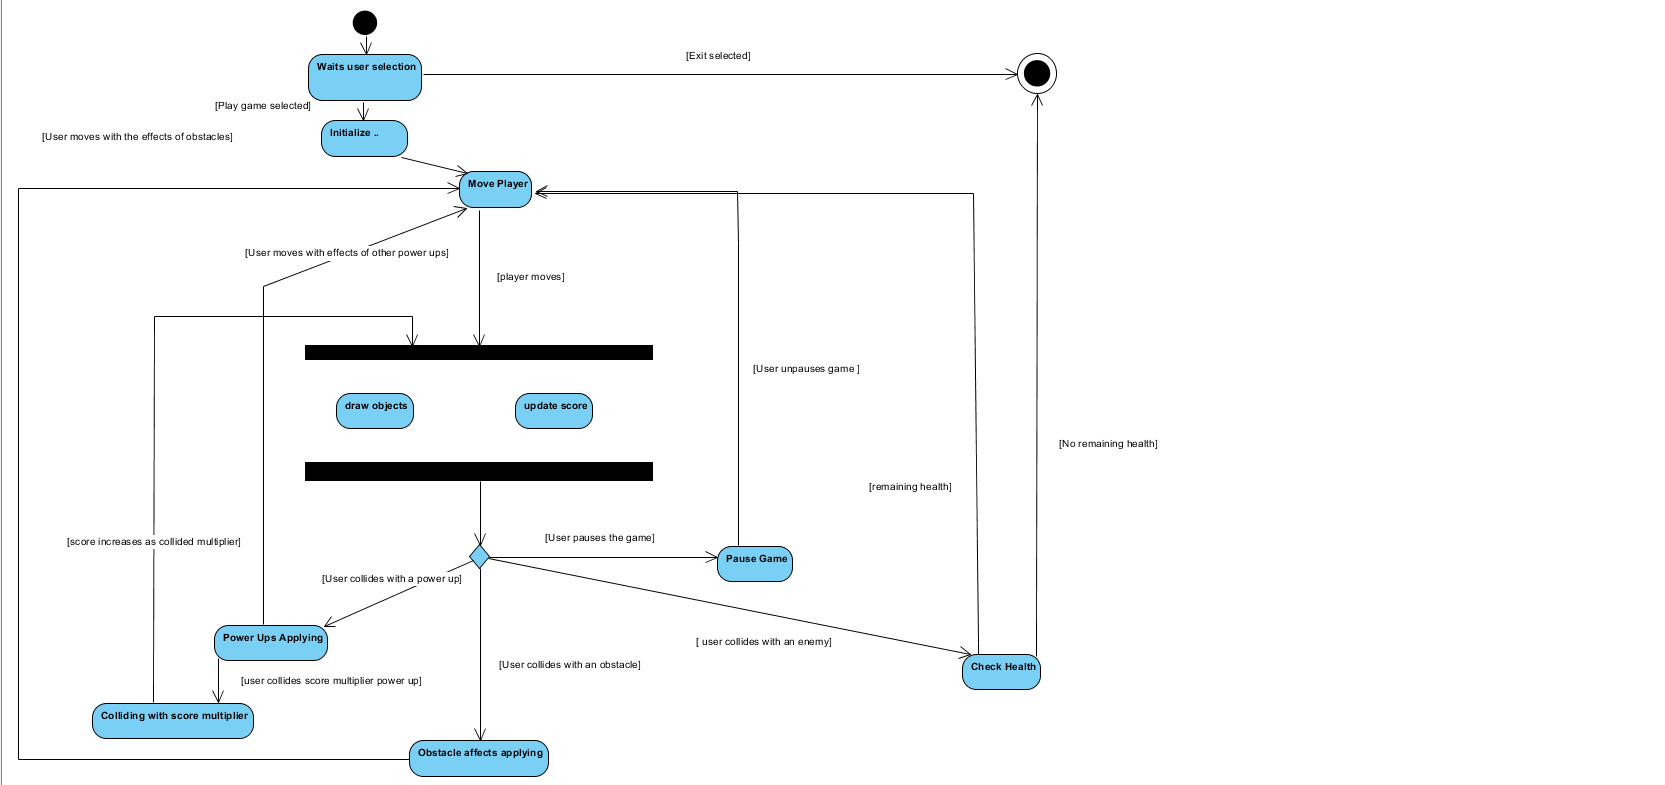 [Exit selected]
Waits user selection
[Play game selected]
Initialize ..
[User moves with the effects of obstacles]
Move Player
[User moves with effects of other power ups]
[player moves]
[User unpauses game ]
draw objects
update score
[No remaining health]
[remaining health]
[score increases as collided multiplier]
[User pauses the game]
Pause Game
[User collides with a power up]
Power Ups Applying
[ user collides with an enemy]
[User collides with an obstacle]
Check Health
[user collides score multiplier power up]
Colliding with score multiplier
Obstacle affects applying